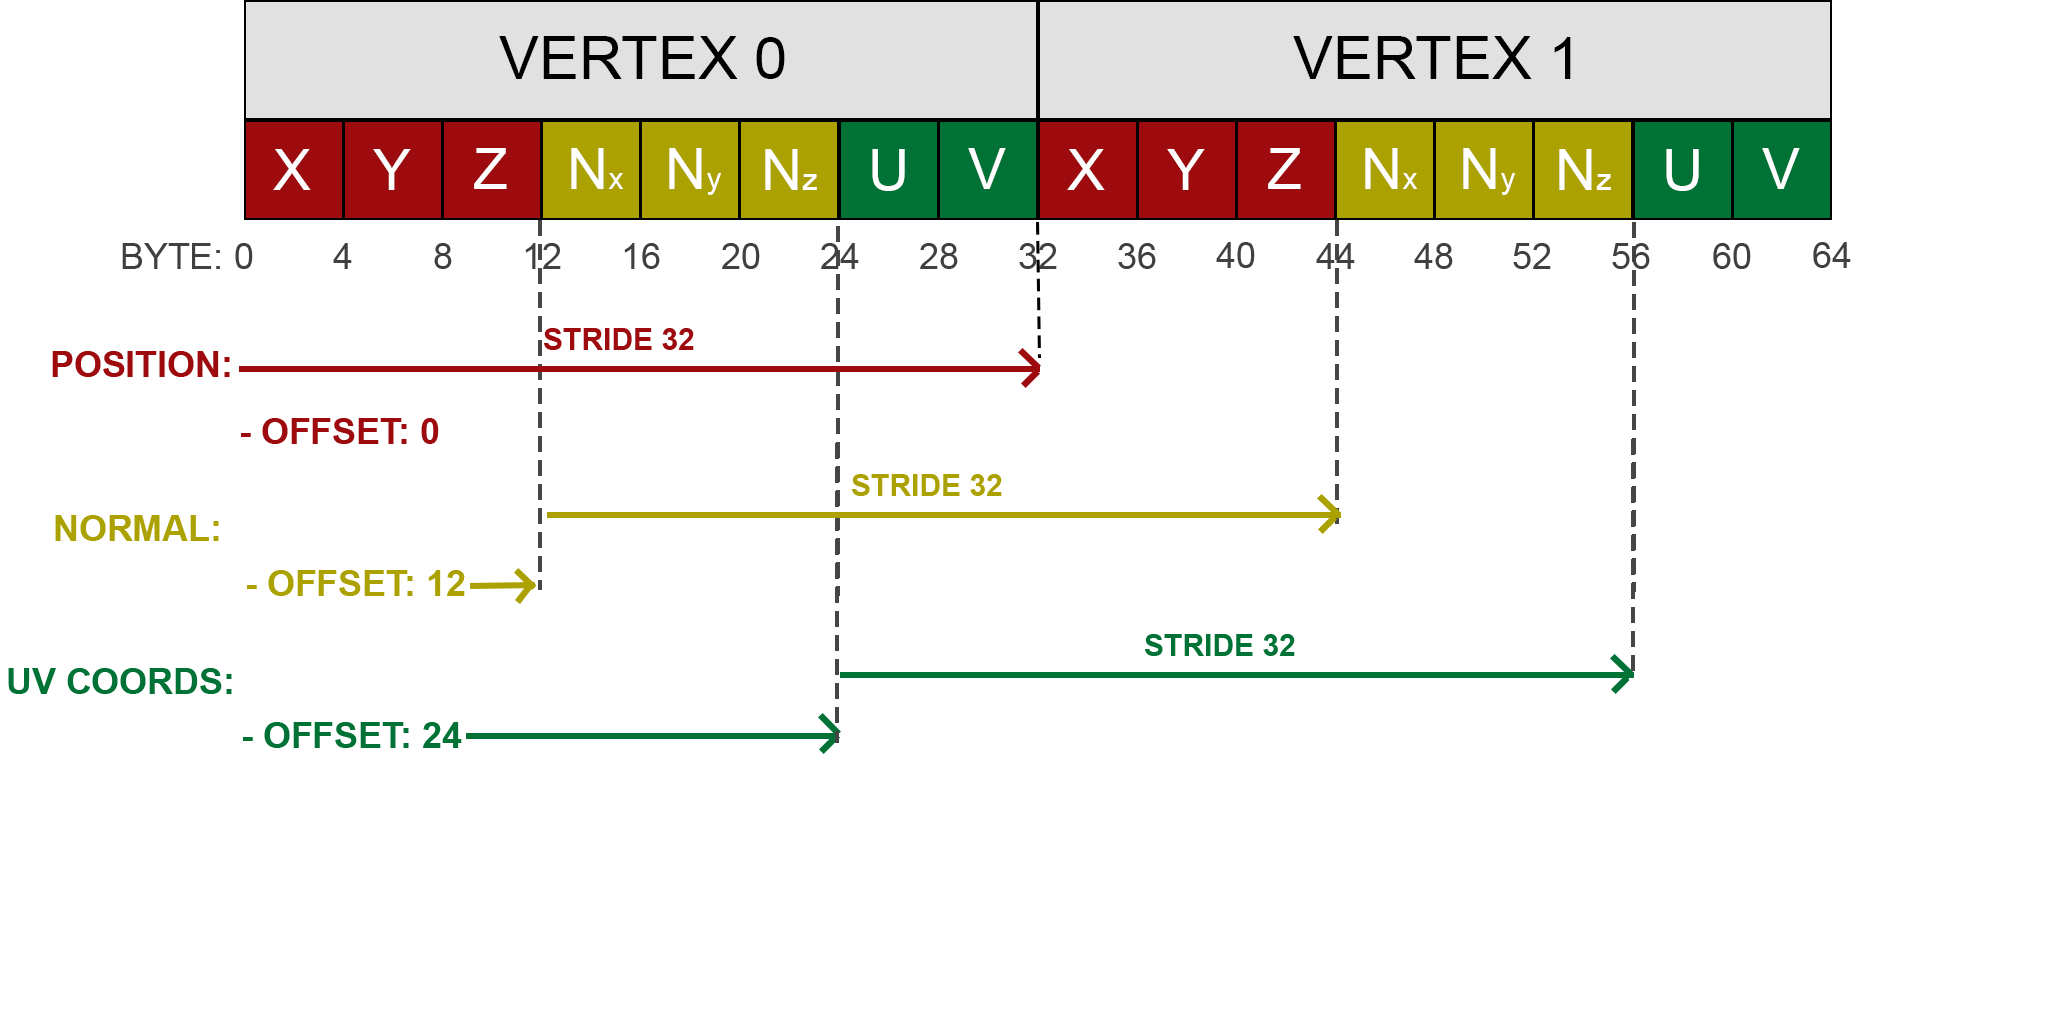 VERTEX 0 VERTEX 1
X Y Z Nx Ny Nz U V X Y Z Nx Ny Nz U V
BYTE: 0 4 8 12 16 20 24 28 32 36 40 44 48 52 56 60 64
STRIDE 32
POSITION:
- OFFSET: 0
STRIDE 32
NORMAL:
- OFFSET: 12
STRIDE 32
UV COORDS:
- OFFSET: 24